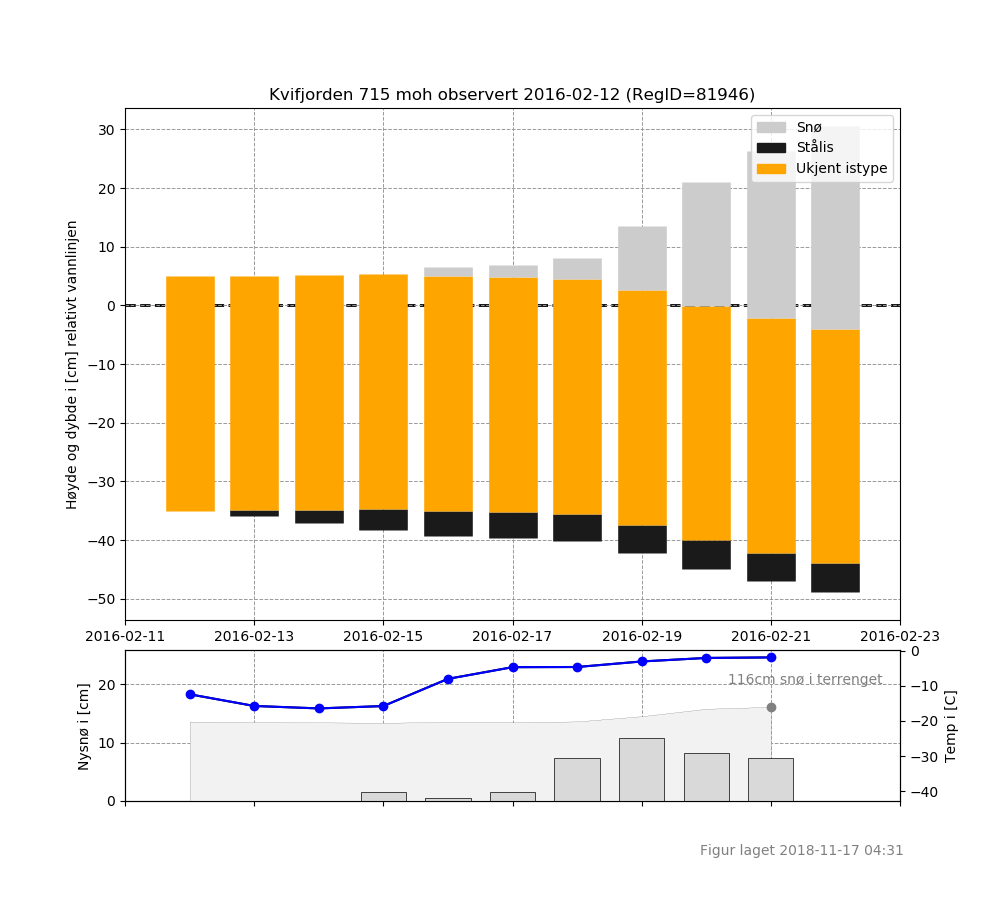 Kvifjorden 715 moh observert 2016-02-12 (RegID=81946)
Høyde og dybde i [cm] relativt vannlinjen
30
20
10
0
−10
−20
−30
−40
−50
Snø
Stålis
Ukjent istype
2016-02-11 2016-02-13 2016-02-15 2016-02-17 2016-02-19 2016-02-21 2016-02-23
Nysnø i [cm]
20
10
0
116cm snø i terrenget
0
−10
−20
−30
−40
Temp i [C]
Figur laget 2018-11-17 04:31